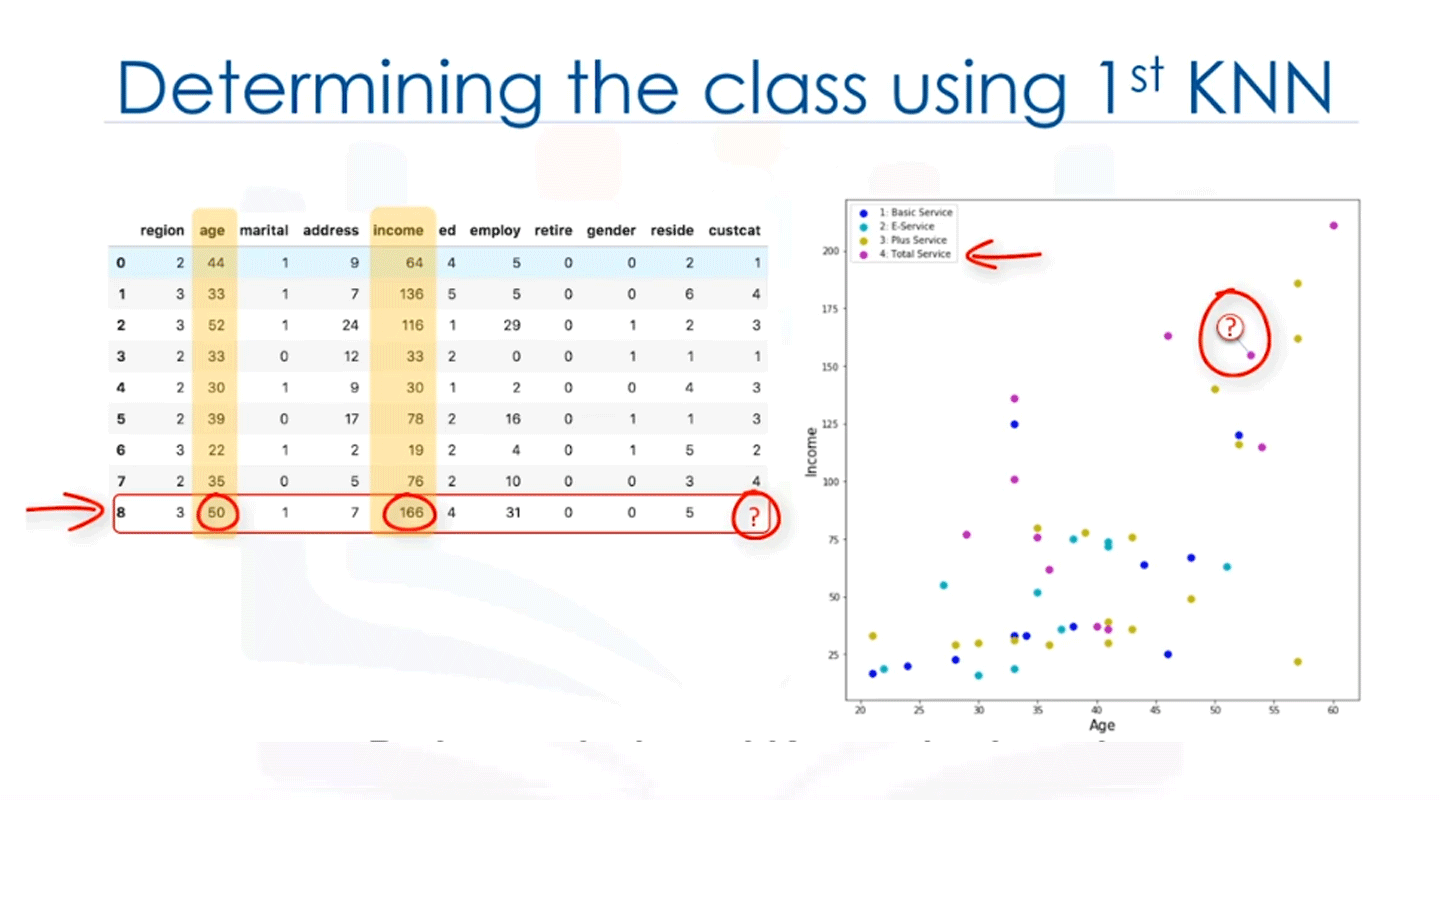 Determining the class using 1st KNN
region age marital address income ed employ retire gender reside custcat
0 2 44 1 9 64 4 5 0 0 2 1
1 3 33 1 7 136 5 5 0 0 6 4
2 3 52 1 24 116 1 29 0 1 2 3
3 2 33 0 12 33 2 0 0 1 1 1
4 2 30 1 9 30 1 2 0 0 4 3
5 2 39 0 17 78 2 16 0 1 1 3
6 3 22 1 2 19 2 4 0 1 5 2
7 2 35 0 5 76 2 10 0 0 3 4
8 3 50 1 7 166 4 31 0 0 5 ?
1: Basic Service
2: E-Service
3: Plus Service
4: Total Service
?
200
175
150
125
100
75
50
25
Income
20 25 30 35 40 45 50 55 60
Age